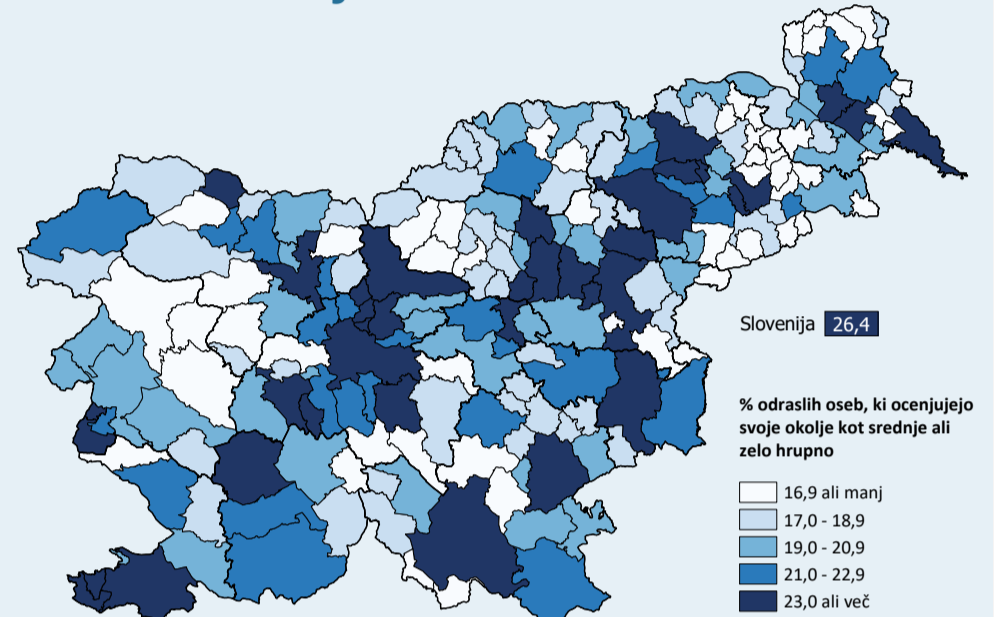 Slovenija 26,4
% odraslih oseb, ki ocenjujejo
svoje okolje kot srednje ali
zelo hrupno
16,9 ali manj
17,0 - 18,9
19,0 - 20,9
21,0 - 22,9
23,0 ali več